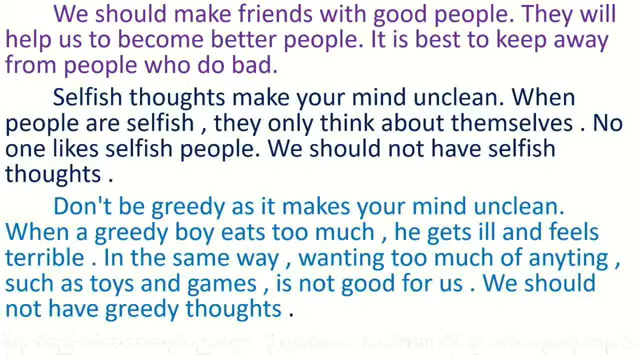 We should make friends with good people. They will
help us to become better people. It is best to keep away
from people who do bad.
Selfish thoughts make your mind unclean. When
people are selfish , they only think about themselves . No
one likes selfish people. We should not have selfish
thoughts .
Don't be greedy as it makes your mind unclean.
When a greedy boy eats too much , he gets ill and feels
terrible . In the same way , wanting too much of anyting ,
such as toys and games , is not good for us . We should
not have greedy thoughts .